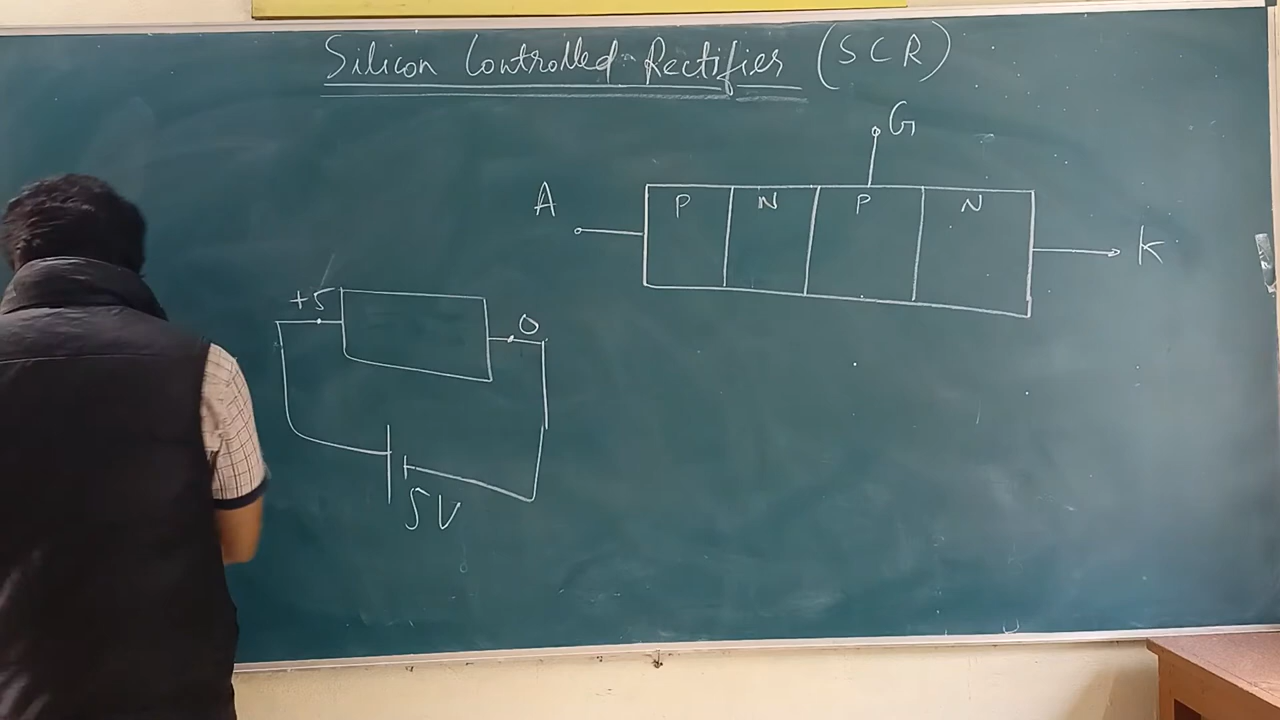 Silicon Controlled Rectifier (SCR)
G
A
P N P N
K
+5
0
5V